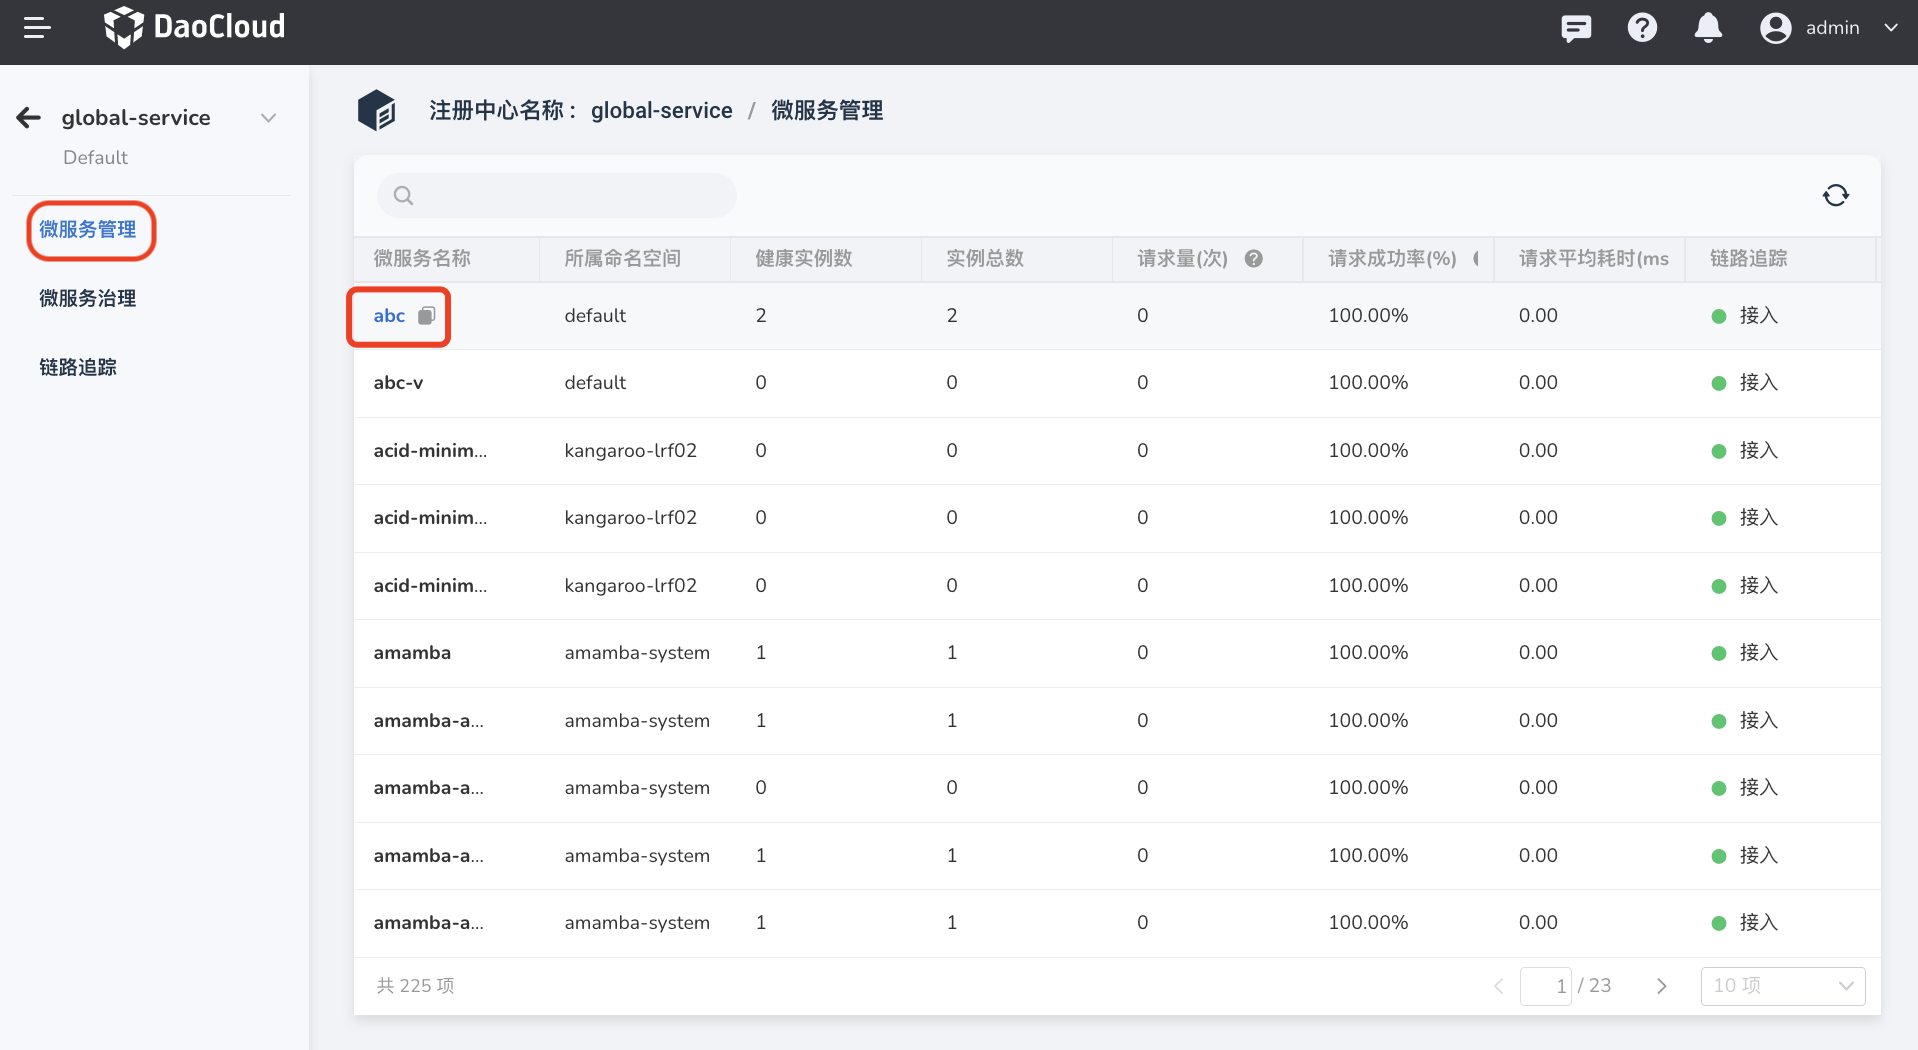 DaoCloud
admin
global-service
Default
微服务管理
微服务治理
链路追踪
注册中心名称： global-service / 微服务管理
微服务名称 所属命名空间 健康实例数 实例总数 请求量(次) 请求成功率(%) 请求平均耗时(ms 链路追踪
abc default 2 2 0 100.00% 0.00 接入
abc-v default 0 0 0 100.00% 0.00 接入
acid-minim... kangaroo-lrf02 0 0 0 100.00% 0.00 接入
acid-minim... kangaroo-lrf02 0 0 0 100.00% 0.00 接入
acid-minim... kangaroo-lrf02 0 0 0 100.00% 0.00 接入
amamba amamba-system 1 1 0 100.00% 0.00 接入
amamba-a... amamba-system 1 1 0 100.00% 0.00 接入
amamba-a... amamba-system 0 0 0 100.00% 0.00 接入
amamba-a... amamba-system 1 1 0 100.00% 0.00 接入
amamba-a... amamba-system 1 1 0 100.00% 0.00 接入
共 225 项 1 / 23 10 项